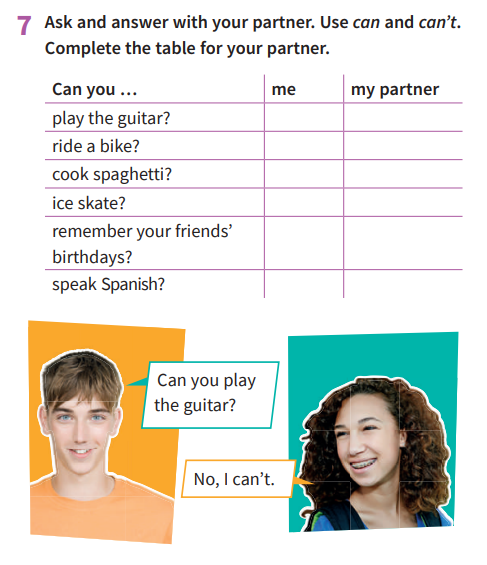 7 Ask and answer with your partner. Use can and can't.
Complete the table for your partner.
Can you … me my partner
play the guitar?
ride a bike?
cook spaghetti?
ice skate?
remember your friends'
birthdays?
speak Spanish?
Can you play
the guitar?
No, I can't.